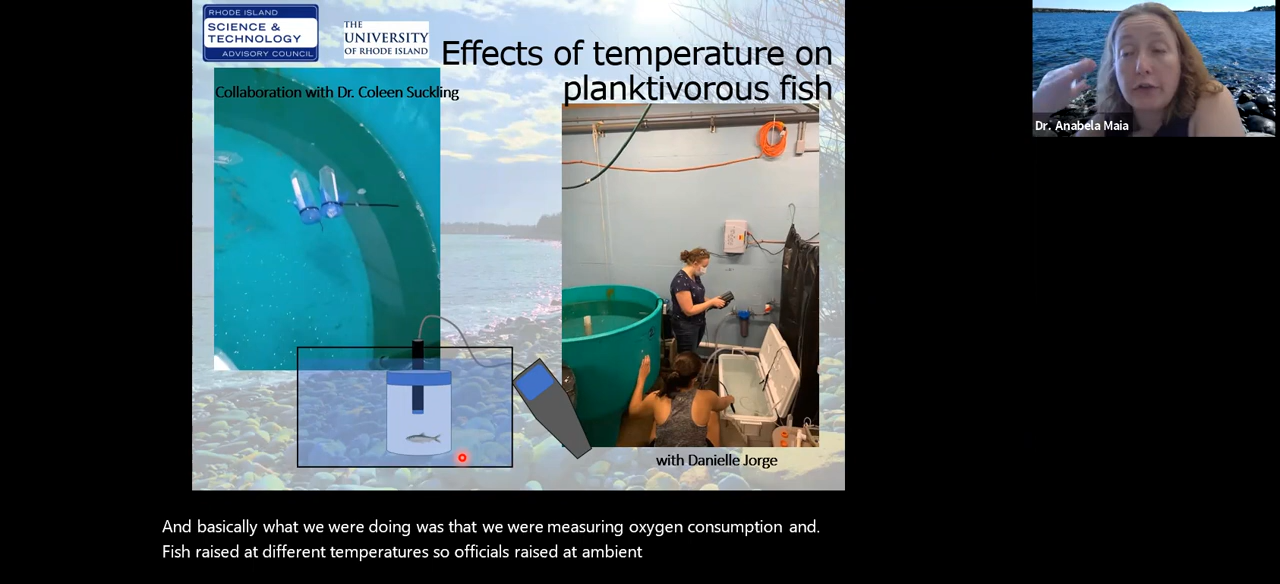 RHODE ISLAND
SCIENCE &
TECHNOLOGY
ADVISORY COUNCIL
THE
UNIVERSITY
OF RHODE ISLAND
Effects of temperature on
planktivorous fish
Collaboration with Dr. Coleen Suckling
with Danielle Jorge
Dr. Anabela Maia
And basically what we were doing was that we were measuring oxygen consumption and.
Fish raised at different temperatures so officials raised at ambient